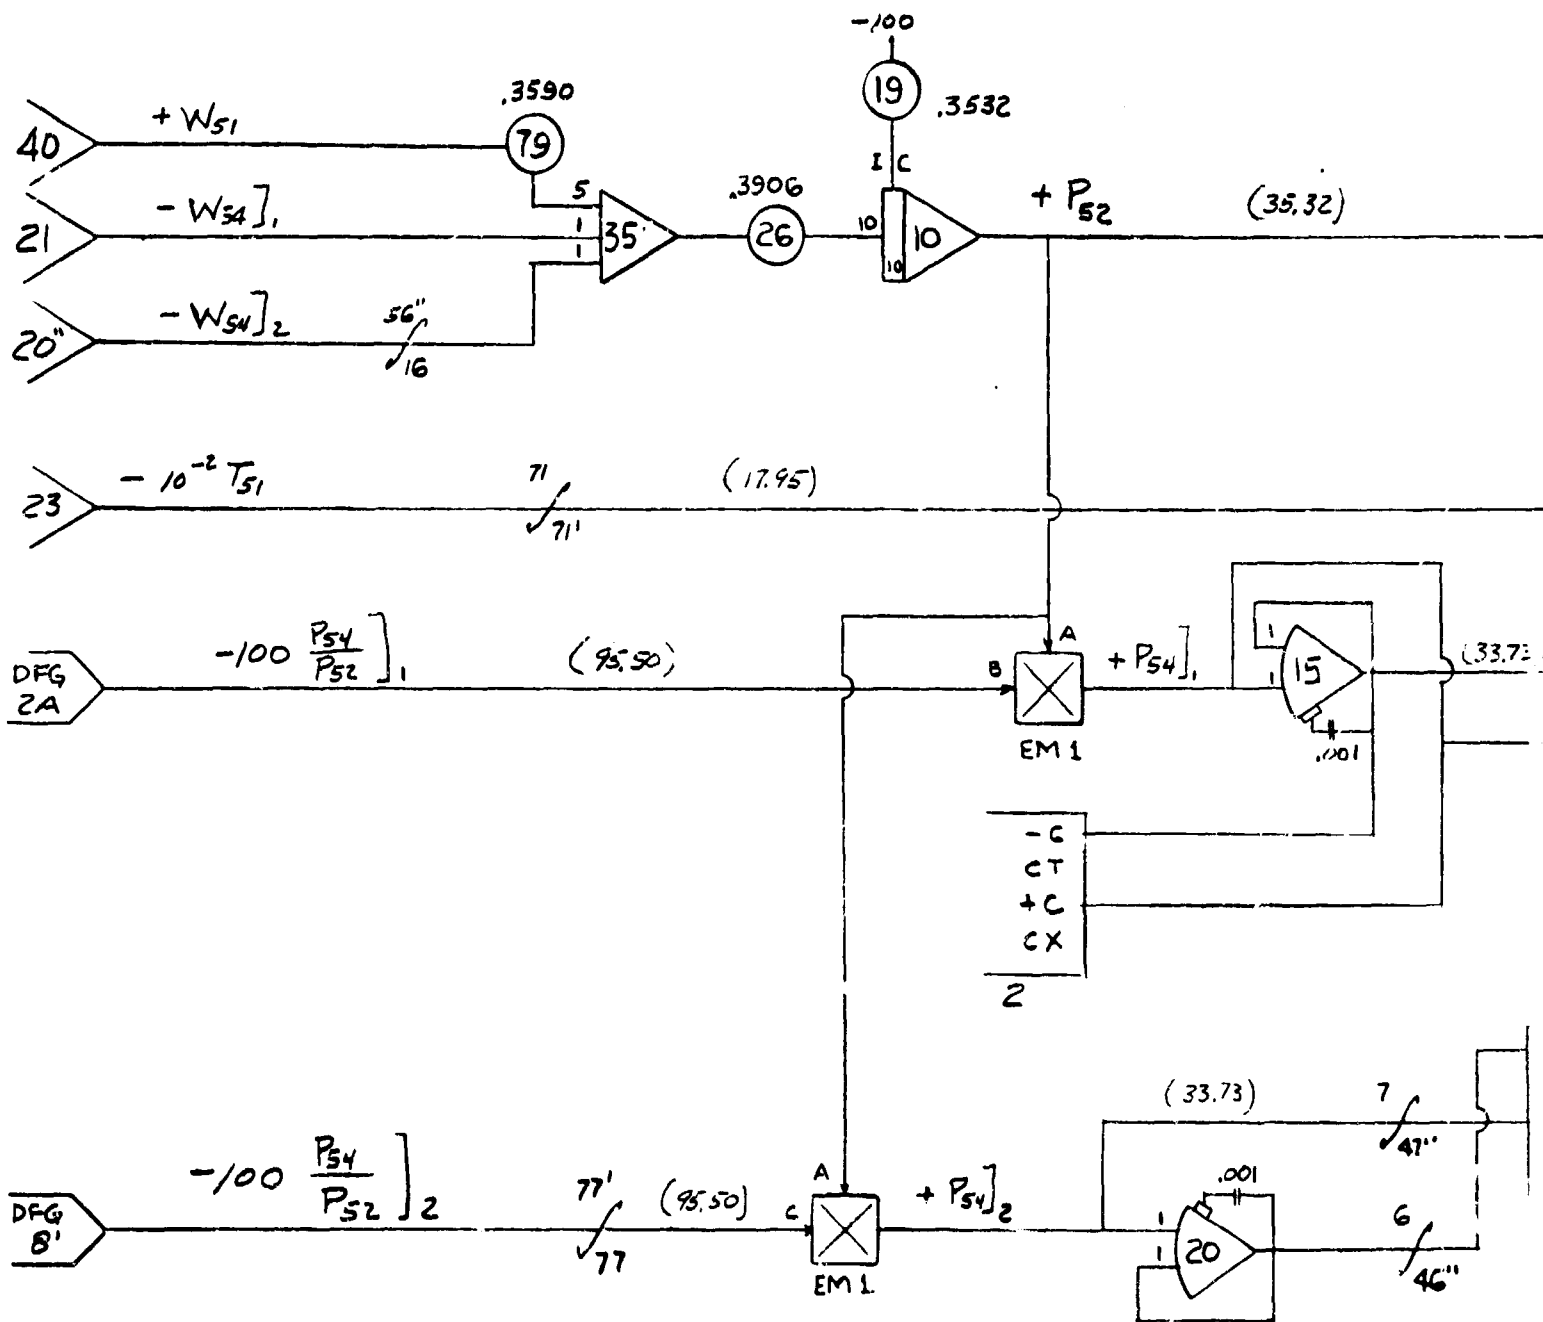 -100
19
.3532
.3590
40
+ W51
79
I C
5
- W54]1
21
1
35
.3906
26
10
10
10
+ P52
(35.32)
1
20"
- W54]2
56"
16
23
- 10^-2 T51
71
71'
(17.95)
DFG
2A
-100 P54/P52]1
(95.50)
A
B
EM 1
+ P54]1
1
15
1
.001
- C
CT
+ C
CX
2
DFG
8'
-100 P54/P52]2
77'
77
(95.50)
A
C
EM 1
+ P54]2
(33.73)
7
47"
.001
1
20
1
6
46"